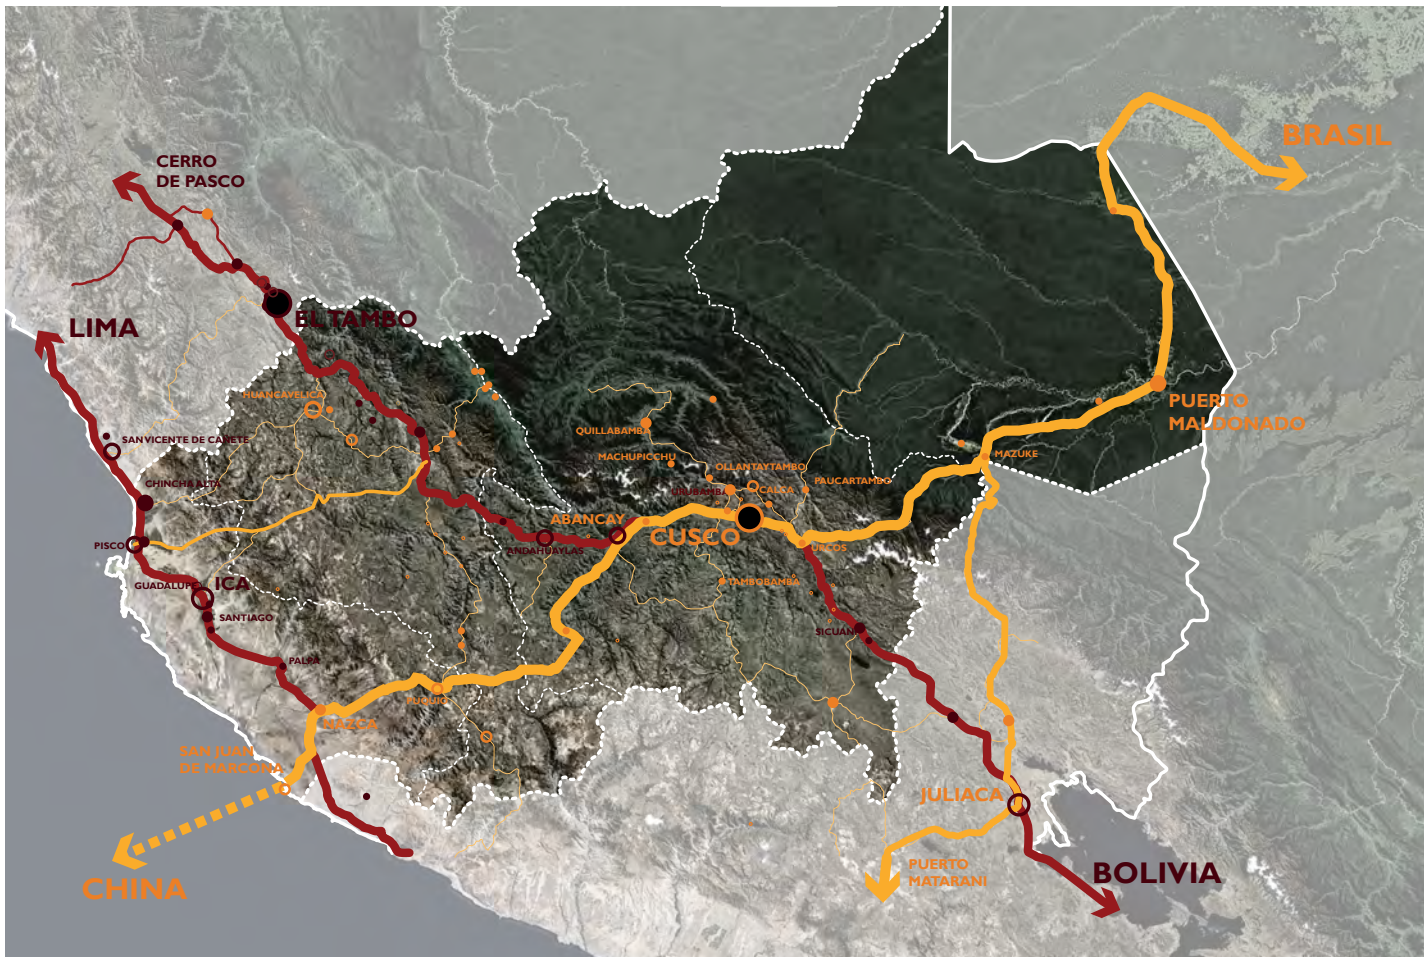 BRASIL
CERRO
DE PASCO
EL TAMBO
LIMA
HUANCAVELICA
PUERTO
MALDONADO
SAN VICENTE DE CAÑETE
QUILLABAMBA
MACHUPICCHU
MAZUKE
OLLANTAYTAMBO
CHINCHA ALTA
URUBAMBA
CALCA
PAUCARTAMBO
ABANCAY
CUSCO
PISCO
ANDAHUAYLAS
URCOS
GUADALUPE
ICA
TAMBOBAMBA
SANTIAGO
SICUANI
PALPA
PUQUIO
NAZCA
SAN JUAN
DE MARCONA
JULIACA
PUERTO
MATARANI
BOLIVIA
CHINA